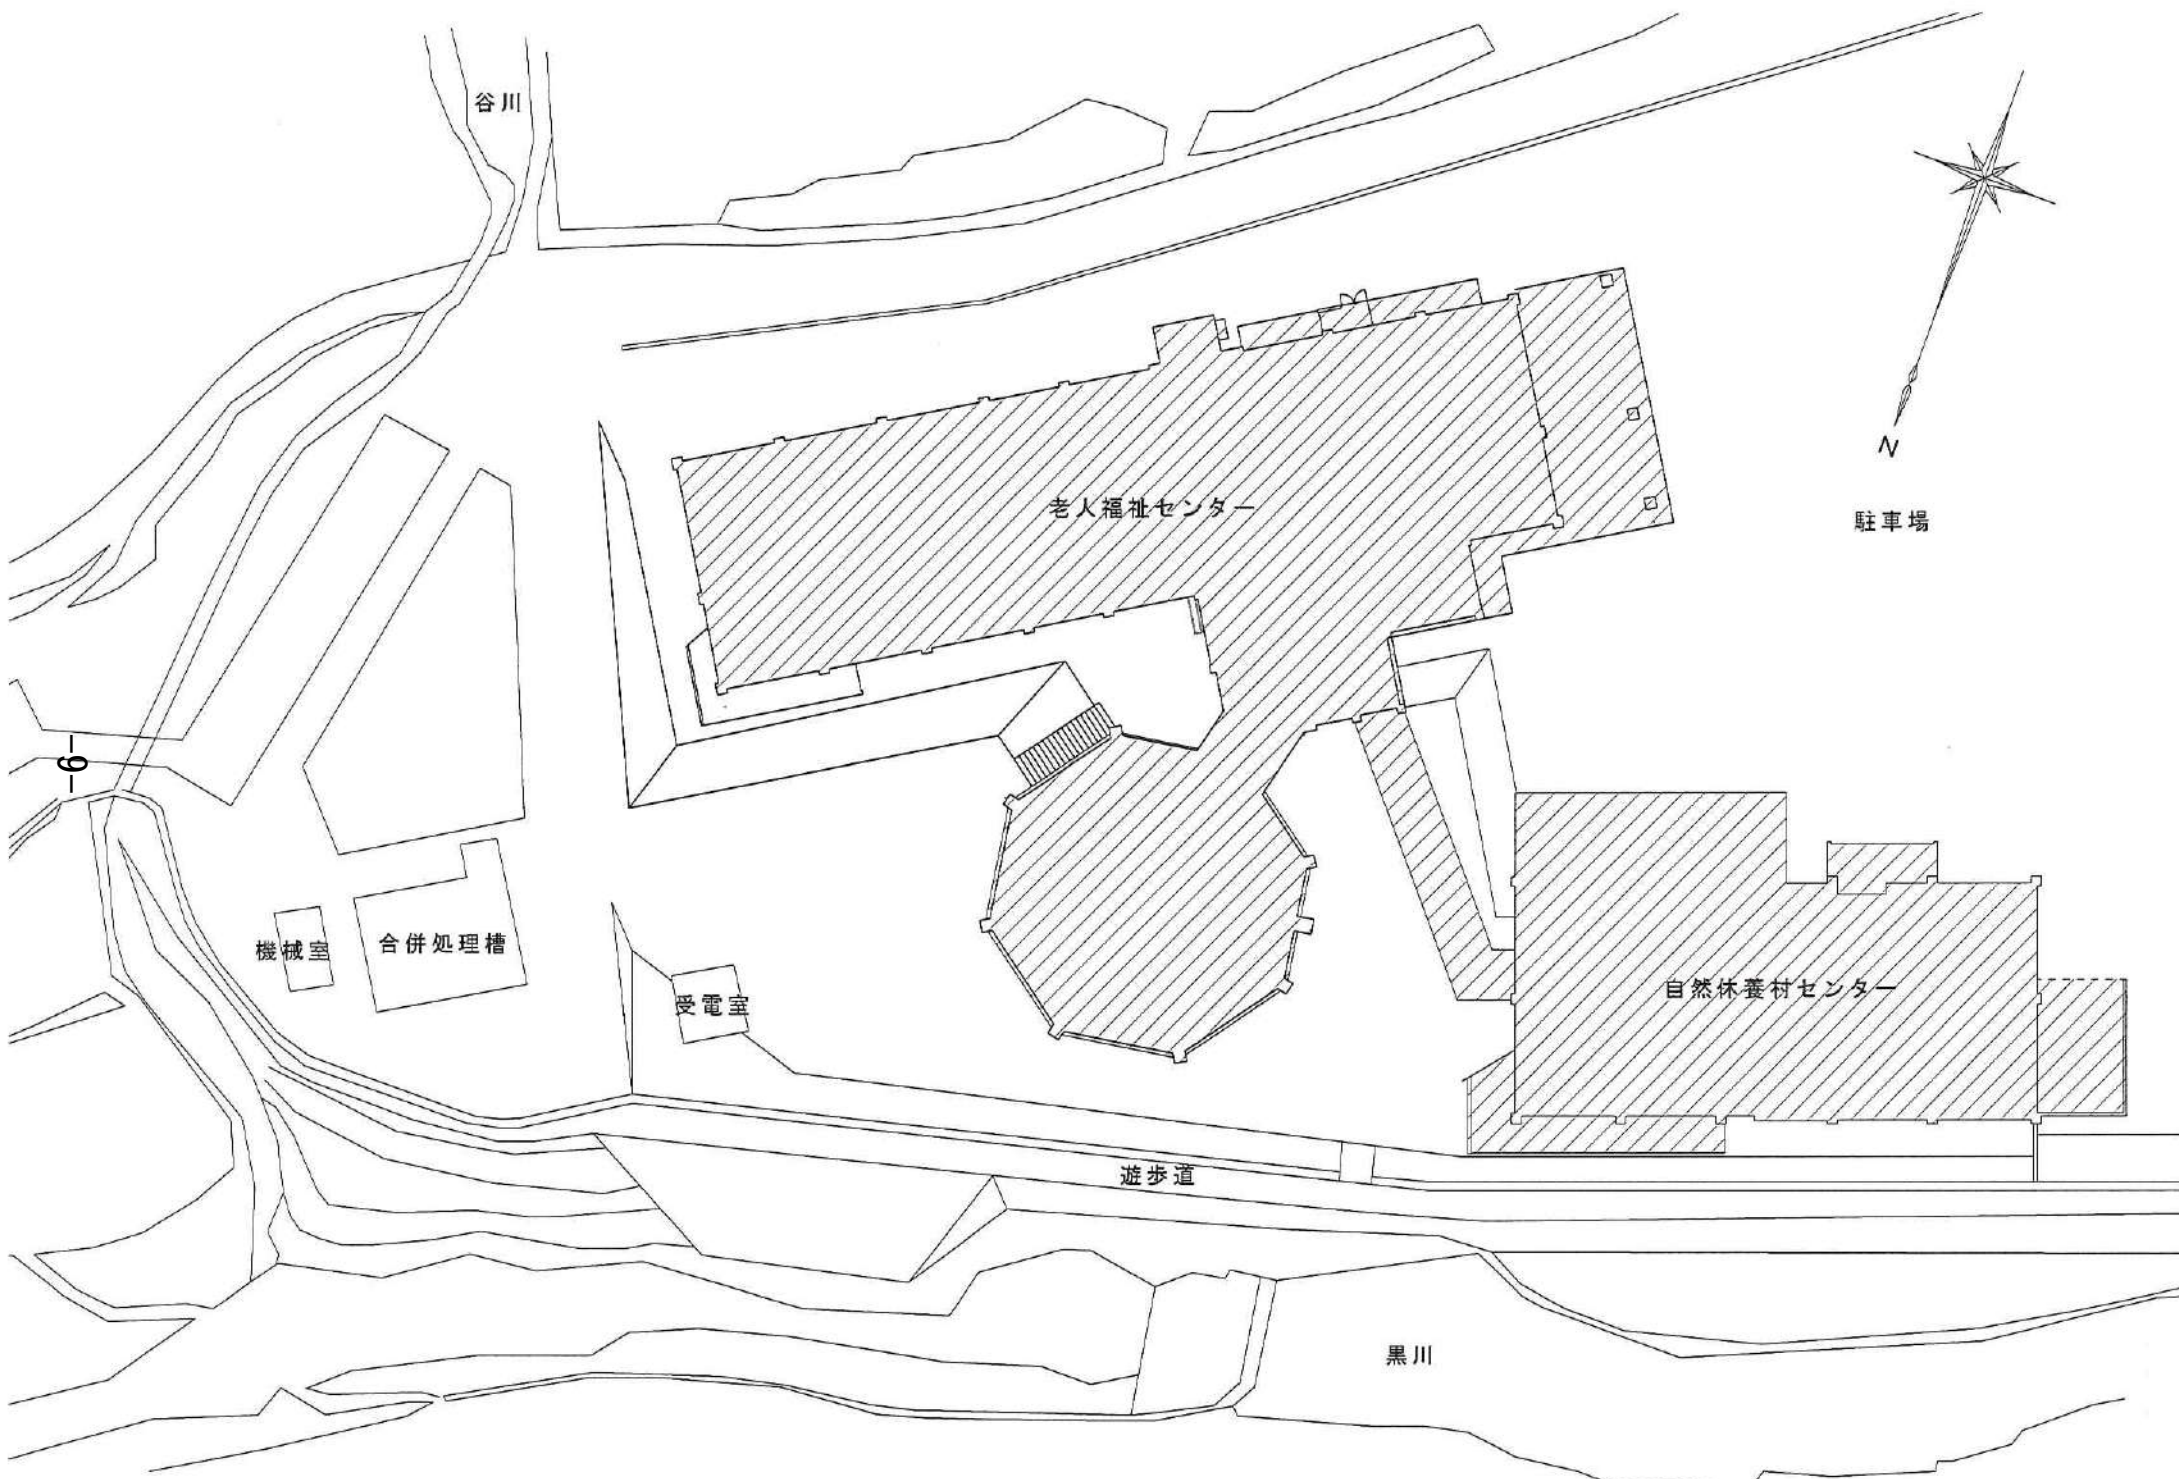 谷川
N
老人福祉センター
駐車場
—6—
機械室
合併処理槽
受電室
自然休養村センター
遊歩道
黒川